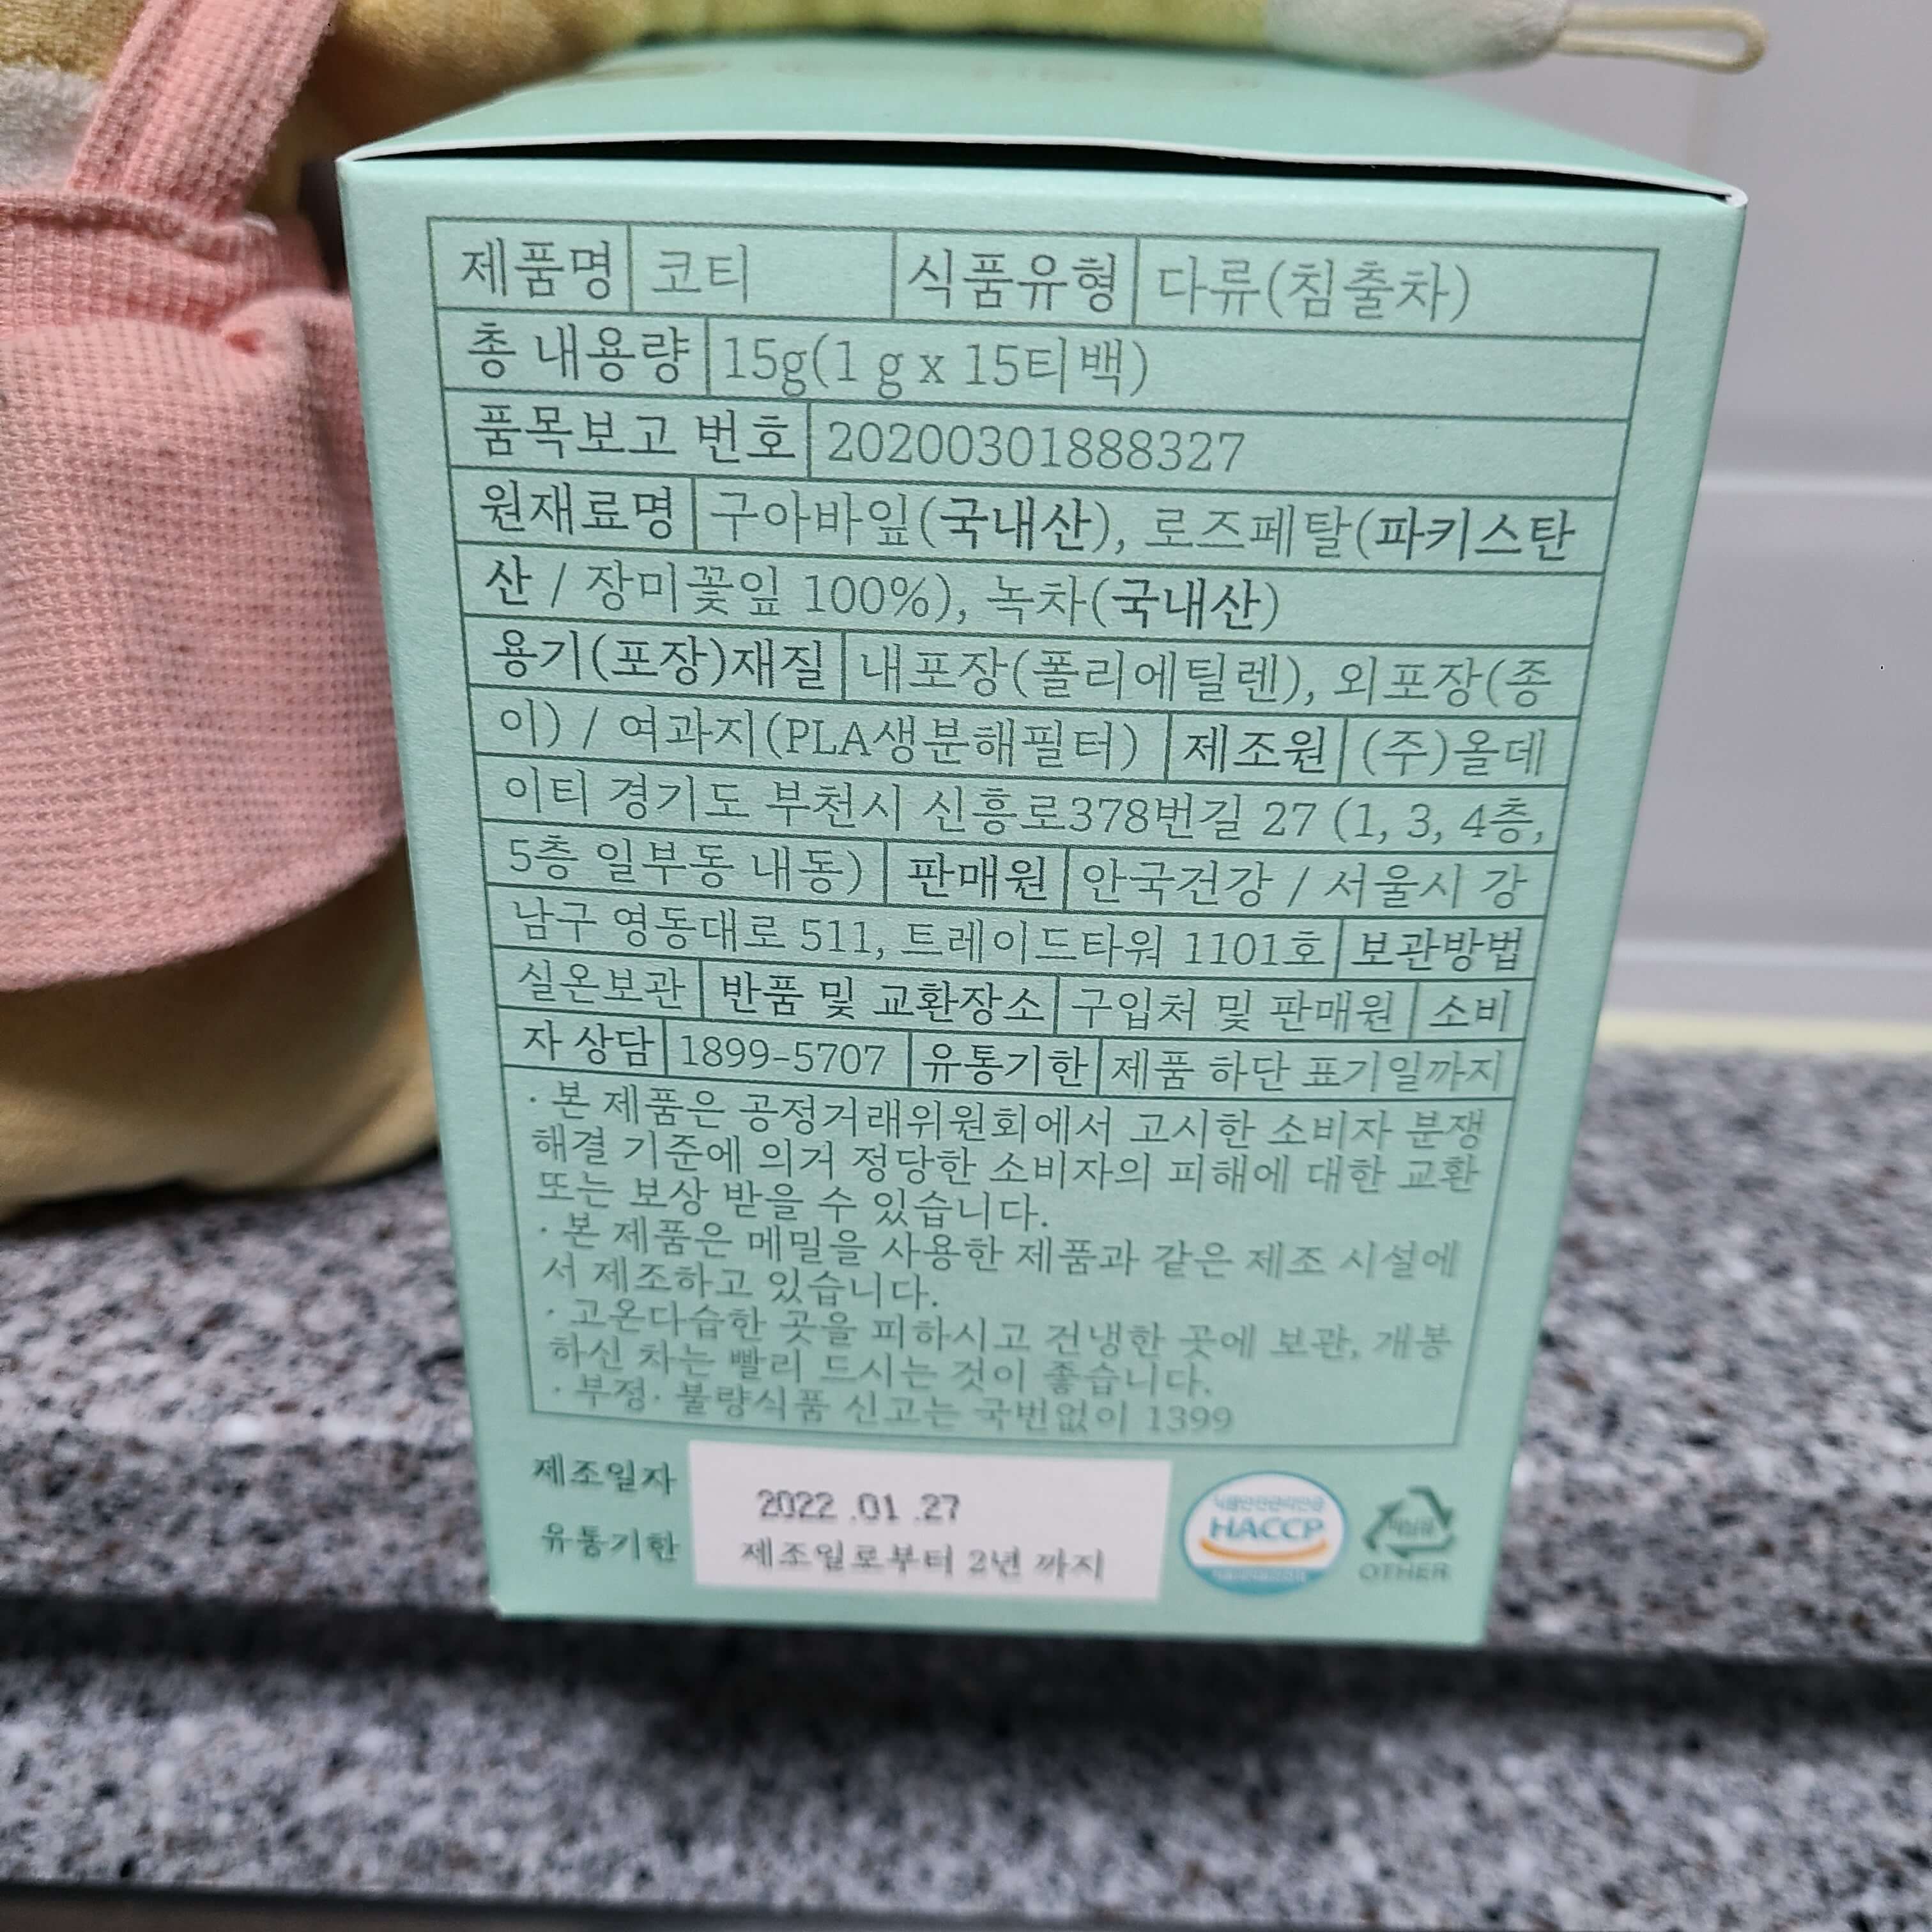 제품명 코티 식품유형 다류(침출차)
총 내용량 15g(1 g x 15티백)
품목보고 번호 20200301888327
원재료명 구아바잎(국내산), 로즈페탈(파키스탄
산 / 장미꽃잎 100%), 녹차(국내산)
용기(포장)재질 내포장(폴리에틸렌), 외포장(종
이) / 여과지(PLA생분해필터) 제조원 (주)올데
이티 경기도 부천시 신흥로378번길 27 (1, 3, 4층,
5층 일부동 내동) 판매원 안국건강 / 서울시 강
남구 영동대로 511, 트레이드타워 1101호 보관방법
실온보관 반품 및 교환장소 구입처 및 판매원 소비
자 상담 1899-5707 유통기한 제품 하단 표기일까지
· 본 제품은 공정거래위원회에서 고시한 소비자 분쟁
해결 기준에 의거 정당한 소비자의 피해에 대한 교환
또는 보상 받을 수 있습니다.
· 본 제품은 메밀을 사용한 제품과 같은 제조 시설에
서 제조하고 있습니다.
· 고온다습한 곳을 피하시고 건냉한 곳에 보관, 개봉
하신 차는 빨리 드시는 것이 좋습니다.
· 부정·불량식품 신고는 국번없이 1399
제조일자 2022 .01 .27
유통기한 제조일로부터 2년 까지
식품안전관리인증
HACCP
OTHER